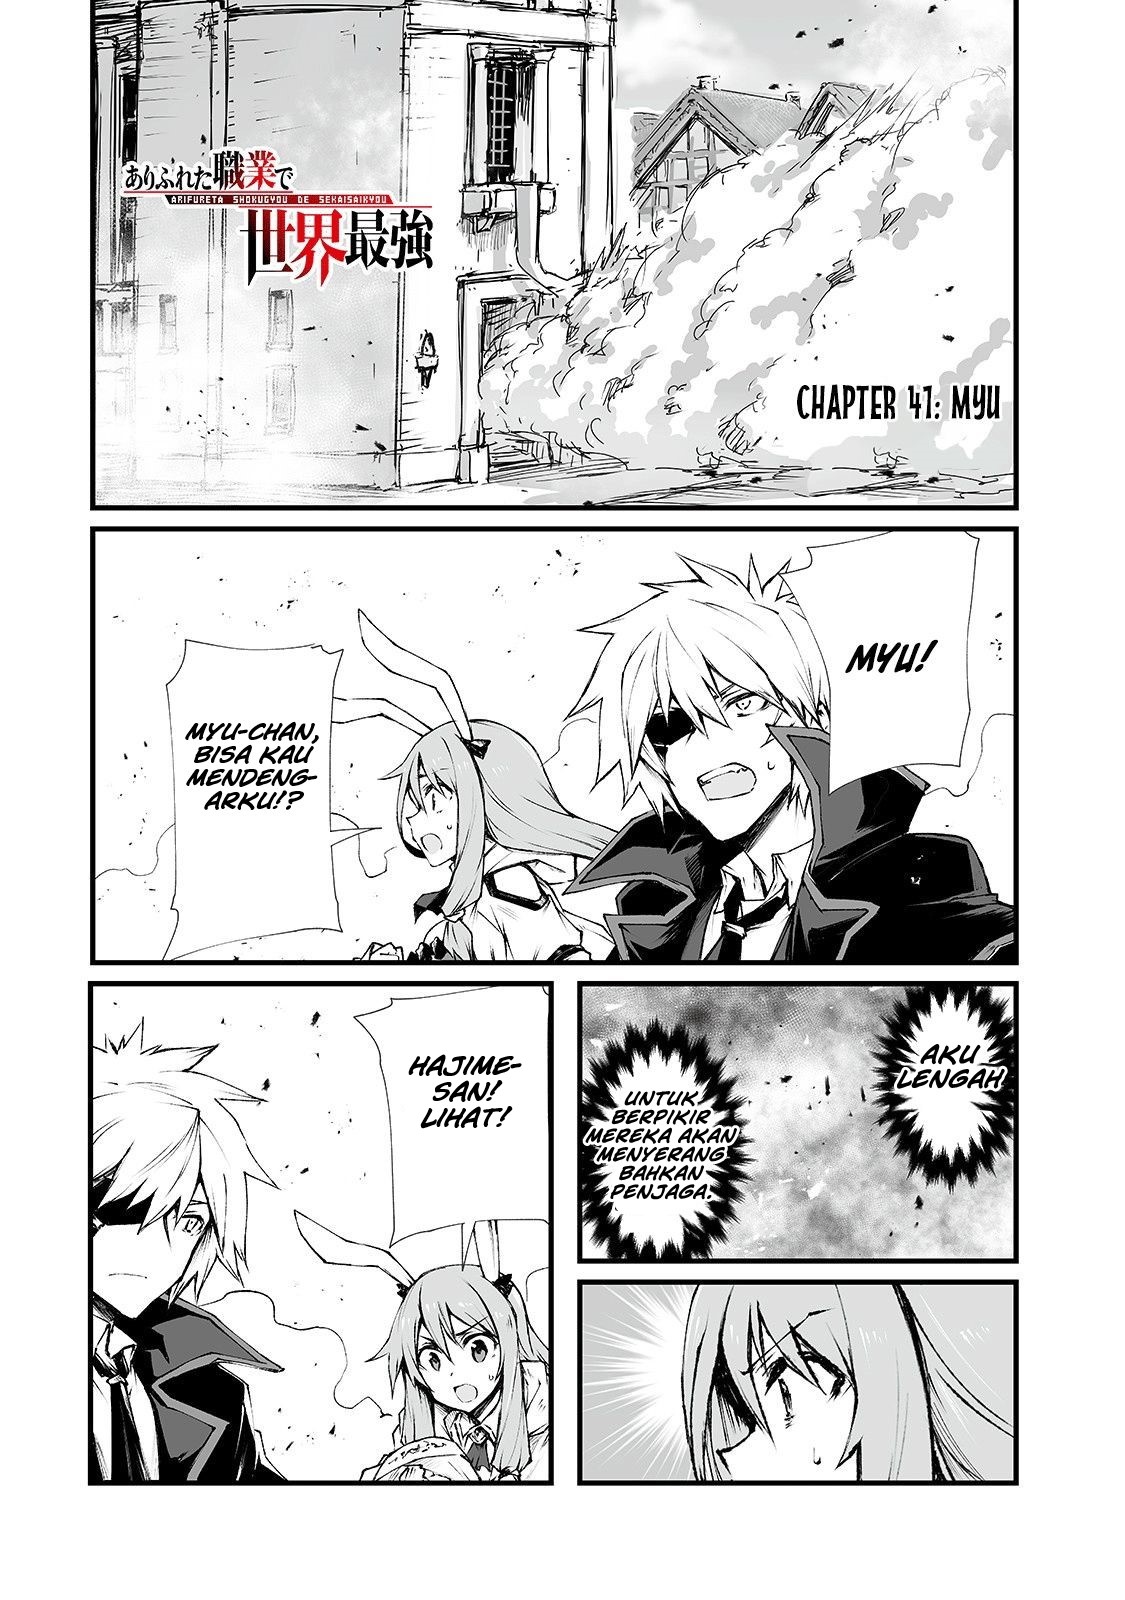 ありふれた職業で
ARIFURETA SHOKUGYOU DE SEKAISAIKYOU
世界最強
CHAPTER 41: MYU
MYU!
MYU-CHAN,
BISA KAU
MENDENG-
ARKU!?
AKU
LENGAH
UNTUK
BERPIKIR
MEREKA AKAN
MENYERANG
BAHKAN
PENJAGA.
HAJIME-
SAN!
LIHAT!